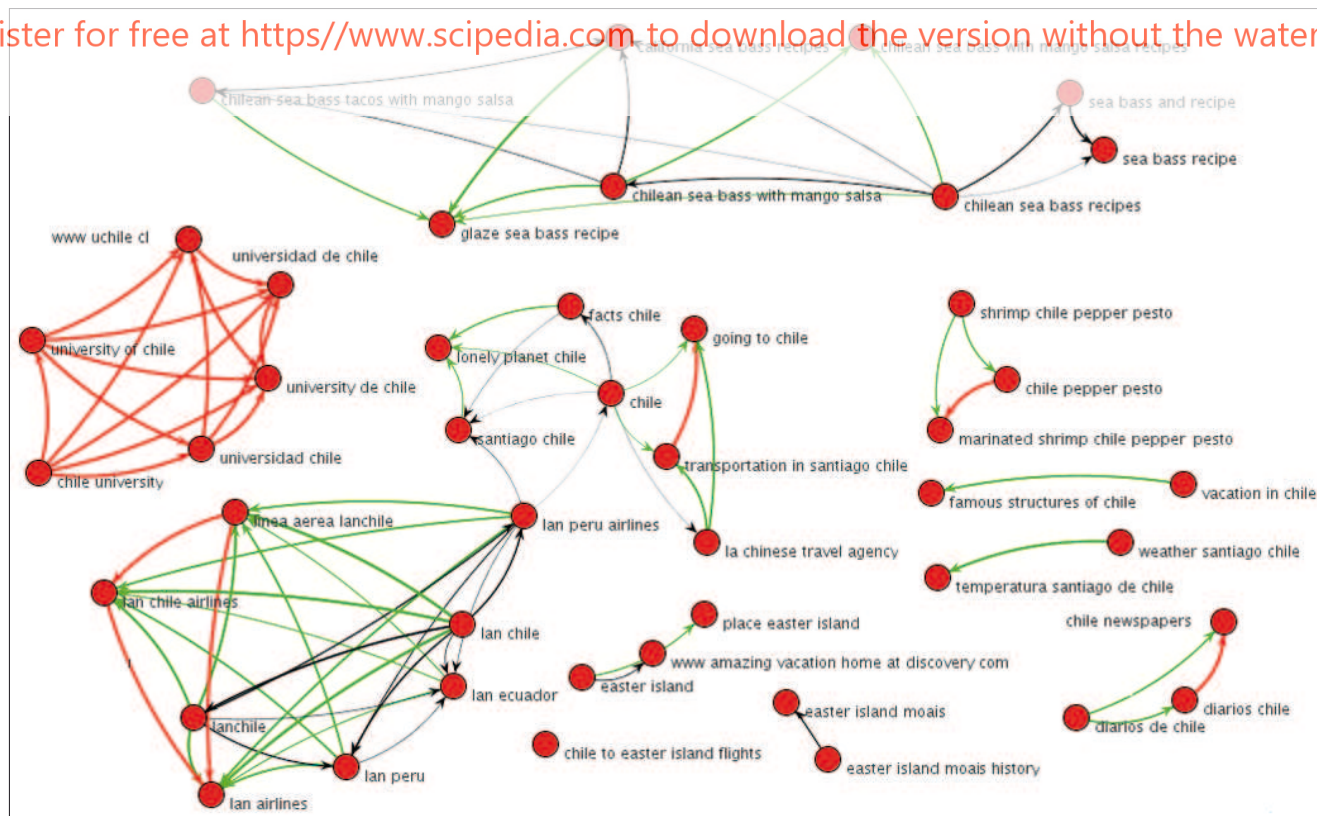 ister for free at https//www.scipedia.com to download the version without the water
california sea bass recipes
chilean sea bass with mango salsa recipes
chilean sea bass tacos with mango salsa
sea bass and recipe
sea bass recipe
chilean sea bass with mango salsa
chilean sea bass recipes
glaze sea bass recipe
www uchile cl
universidad de chile
facts chile
shrimp chile pepper pesto
going to chile
university of chile
lonely planet chile
university de chile
chile pepper pesto
chile
santiago chile
marinated shrimp chile pepper pesto
universidad chile
transportation in santiago chile
chile university
vacation in chile
famous structures of chile
linea aerea lanchile
lan peru airlines
la chinese travel agency
weather santiago chile
temperatura santiago de chile
lan chile airlines
place easter island
chile newspapers
lan chile
www amazing vacation home at discovery com
easter island
lan ecuador
diarios chile
easter island moais
lanchile
diarios de chile
chile to easter island flights
easter island moais history
lan peru
lan airlines